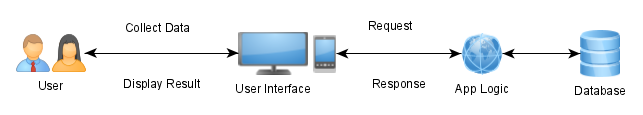 Collect Data
Request
Display Result
Response
User
User Interface
App Logic
Database